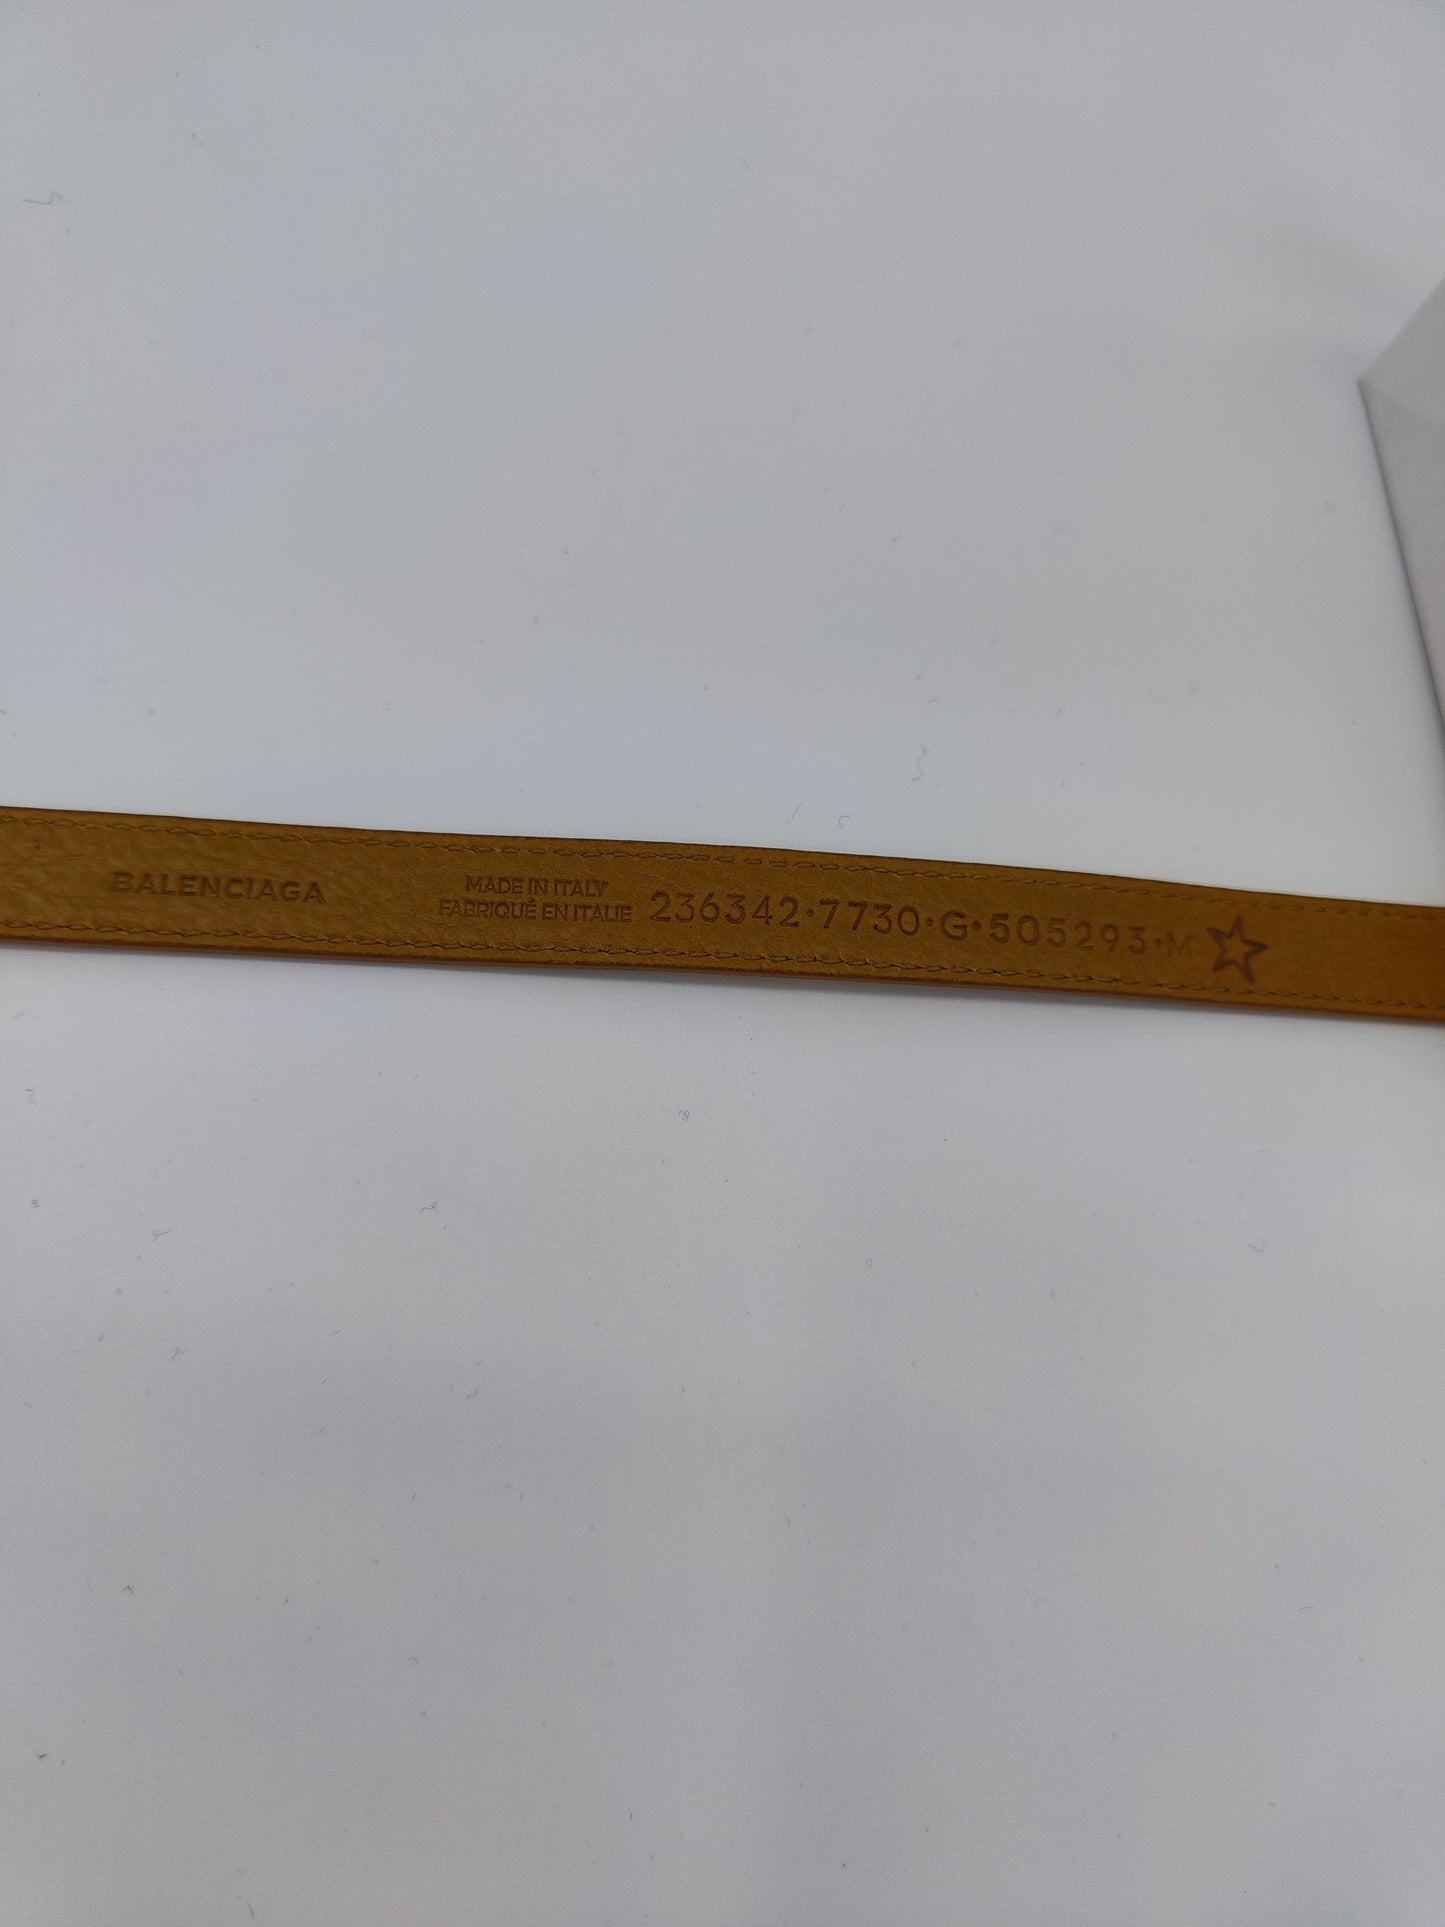 BALENCIAGA
MADE IN ITALY
FABRIQUÉ EN ITALIE
236342·7730·G·505293·M